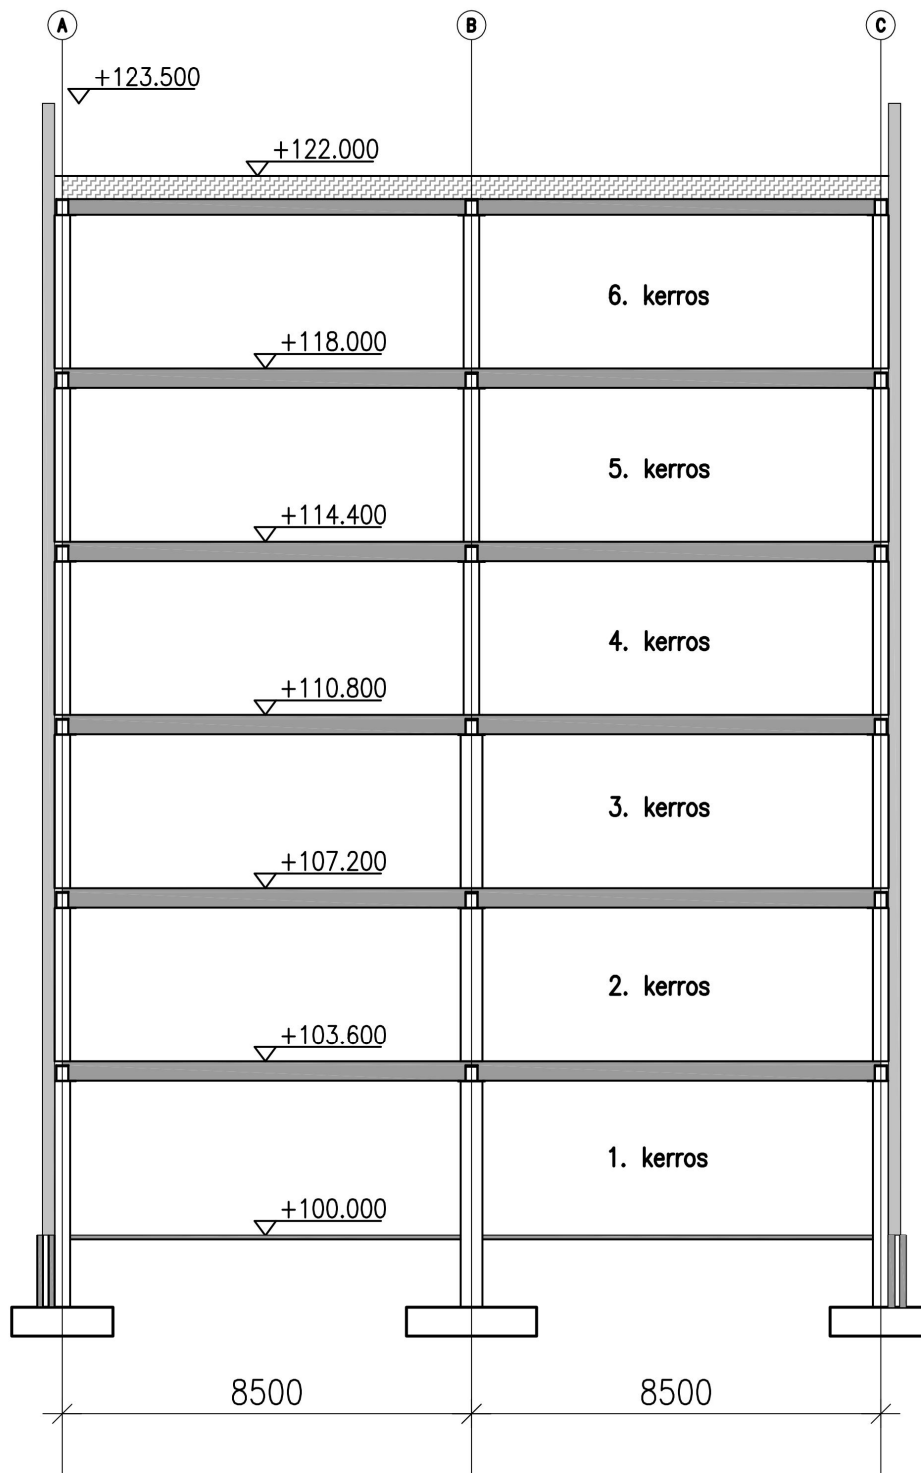 A B C
+123.500
+122.000
6. kerros
+118.000
5. kerros
+114.400
4. kerros
+110.800
3. kerros
+107.200
2. kerros
+103.600
1. kerros
+100.000
8500 8500